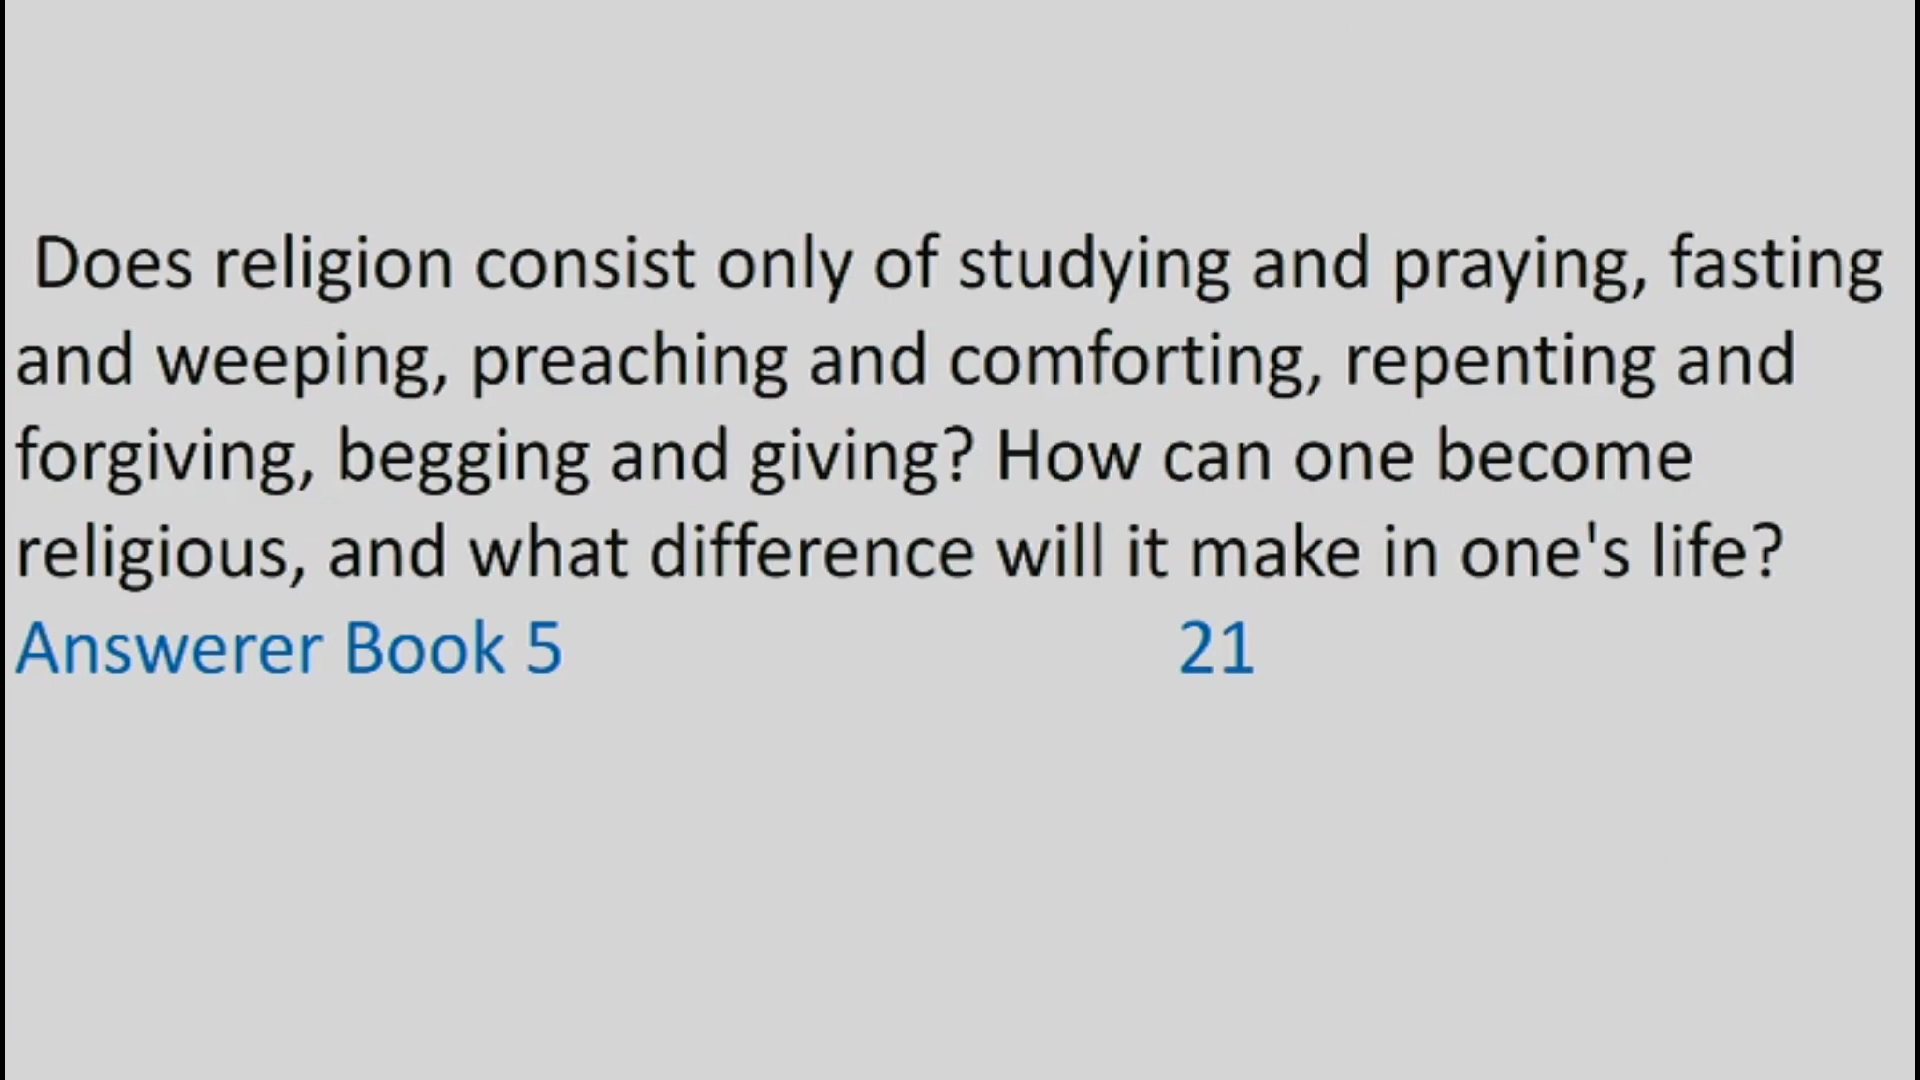 Does religion consist only of studying and praying, fasting
and weeping, preaching and comforting, repenting and
forgiving, begging and giving? How can one become
religious, and what difference will it make in one's life?
Answerer Book 5 21